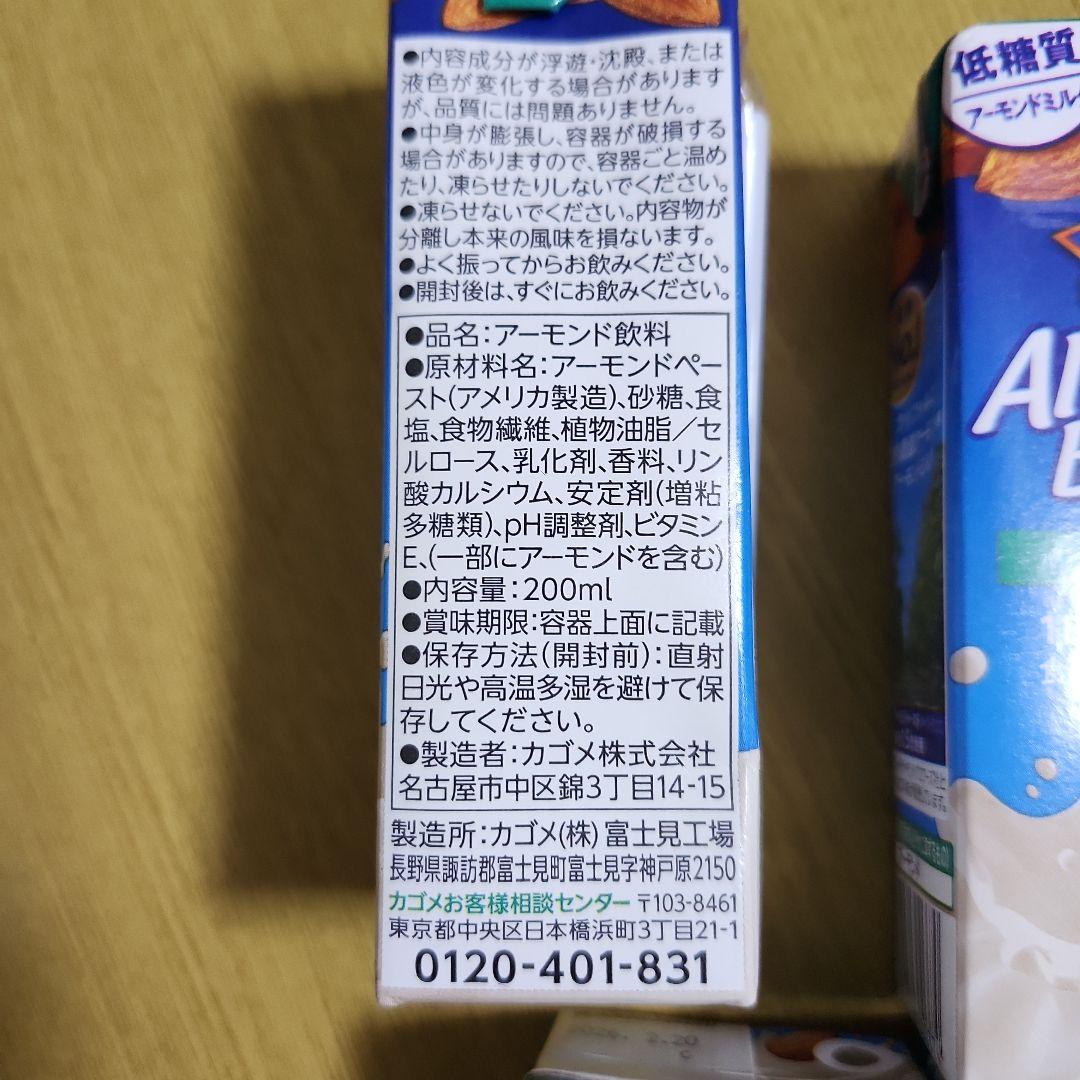 ●内容成分が浮遊・沈殿、または
液色が変化する場合があります
が、品質には問題ありません。
●中身が膨張し、容器が破損する
場合がありますので、容器ごと温め
たり、凍らせたりしないでください。
●凍らせないでください。内容物が
分離し本来の風味を損ないます。
●よく振ってからお飲みください。
●開封後は、すぐにお飲みください。
●品名：アーモンド飲料
●原材料名：アーモンドペー
スト(アメリカ製造)、砂糖、食
塩、食物繊維、植物油脂／セ
ルロース、乳化剤、香料、リン
酸カルシウム、安定剤(増粘
多糖類)、pH調整剤、ビタミン
E、(一部にアーモンドを含む)
●内容量：200ml
●賞味期限：容器上面に記載
●保存方法(開封前)：直射
日光や高温多湿を避けて保
存してください。
●製造者：カゴメ株式会社
名古屋市中区錦3丁目14-15
製造所：カゴメ(株) 富士見工場
長野県諏訪郡富士見町富士見字神戸原2150
カゴメお客様相談センター 〒103-8461
東京都中央区日本橋浜町3丁目21-1
0120-401-831
低糖質
アーモンドミルク